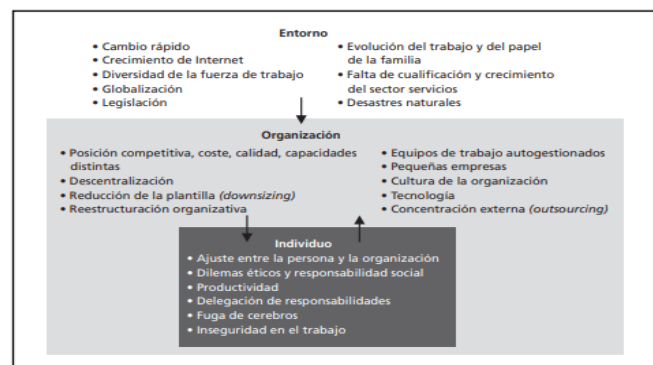 Entorno
• Cambio rápido
• Crecimiento de Internet
• Diversidad de la fuerza de trabajo
• Globalización
• Legislación
• Evolución del trabajo y del papel
de la familia
• Falta de cualificación y crecimiento
del sector servicios
• Desastres naturales
Organización
• Posición competitiva, coste, calidad, capacidades
distintas
• Descentralización
• Reducción de la plantilla (downsizing)
• Reestructuración organizativa
• Equipos de trabajo autogestionados
• Pequeñas empresas
• Cultura de la organización
• Tecnología
• Concentración externa (outsourcing)
Individuo
• Ajuste entre la persona y la organización
• Dilemas éticos y responsabilidad social
• Productividad
• Delegación de responsabilidades
• Fuga de cerebros
• Inseguridad en el trabajo